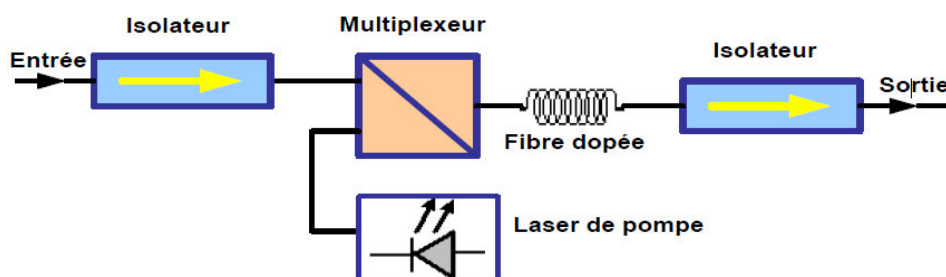 Isolateur
Multiplexeur
Isolateur
Entrée
Sortie
Fibre dopée
Laser de pompe